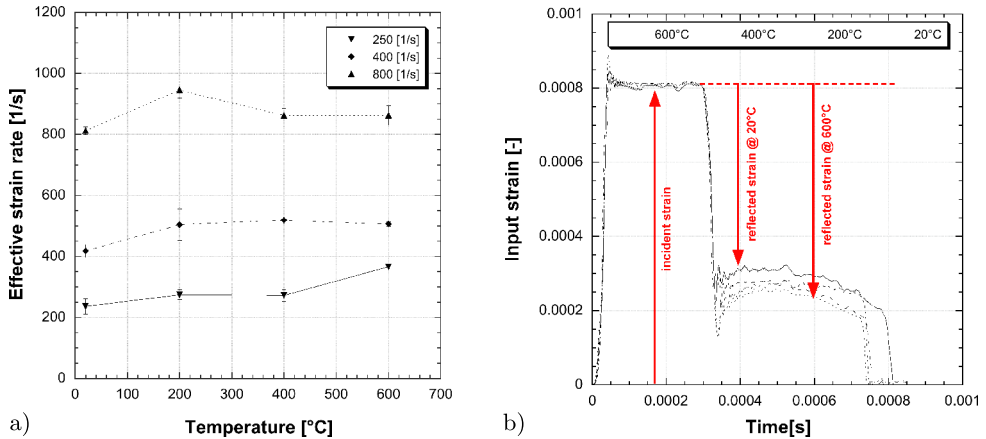 1200
1000
800
600
400
200
0
Effective strain rate [1/s]
250 [1/s]
400 [1/s]
800 [1/s]
0 100 200 300 400 500 600 700
Temperature [°C]
a)
0.001
0.0008
0.0006
0.0004
0.0002
0
Input strain [-]
600°C 400°C 200°C 20°C
incident strain
reflected strain @ 20°C
reflected strain @ 600°C
0 0.0002 0.0004 0.0006 0.0008 0.001
Time[s]
b)